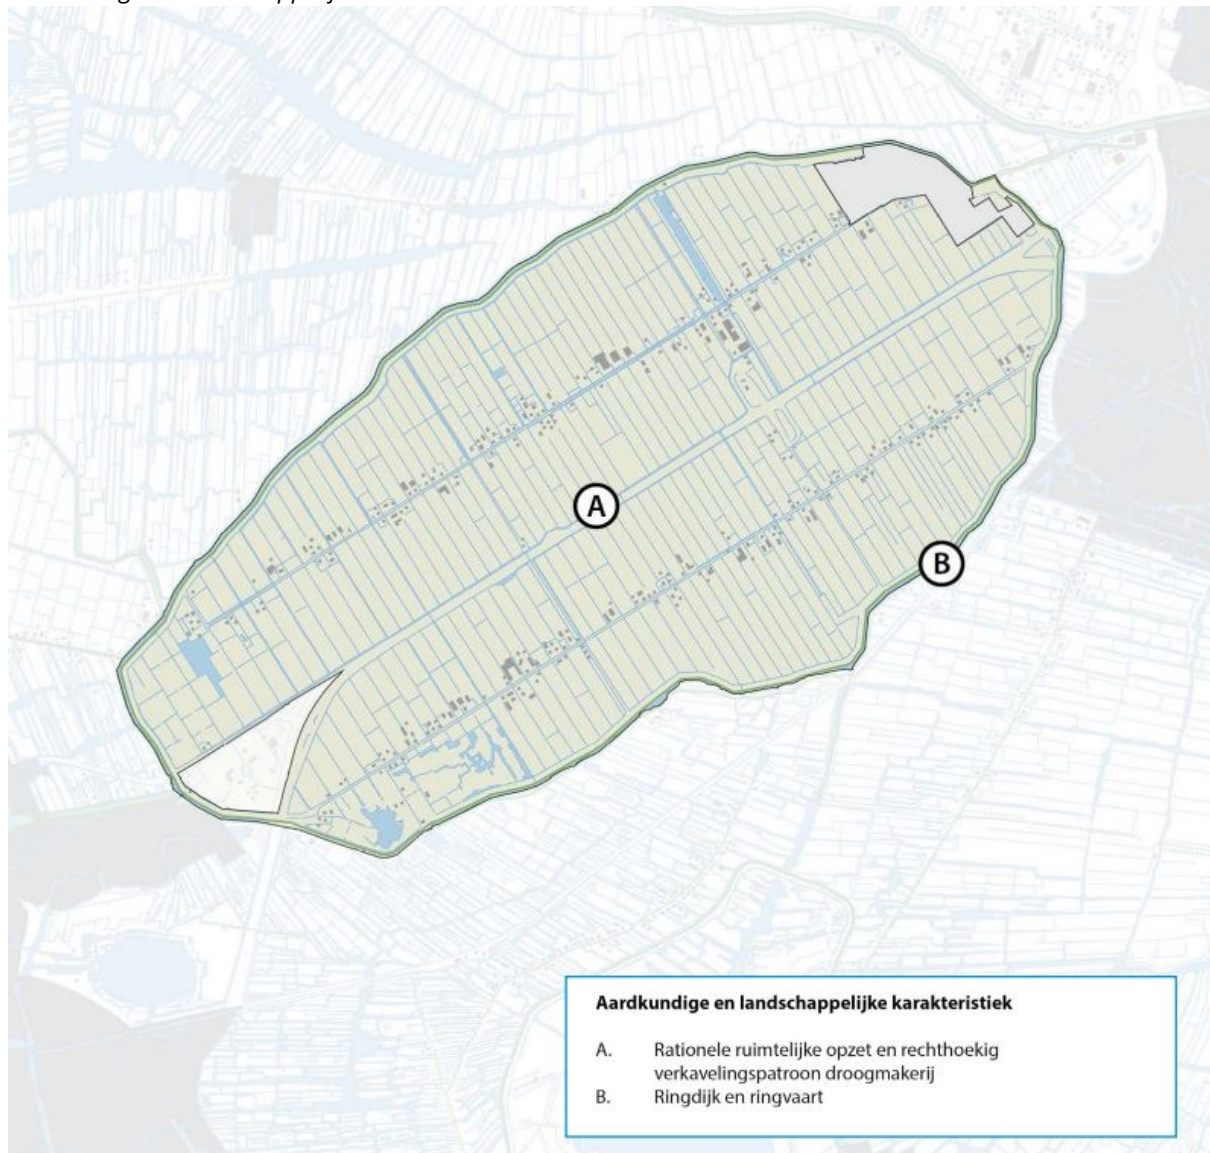 A
B
Aardkundige en landschappelijke karakteristiek
A. Rationele ruimtelijke opzet en rechthoekig
verkavelingspatroon droogmakerij
B. Ringdijk en ringvaart